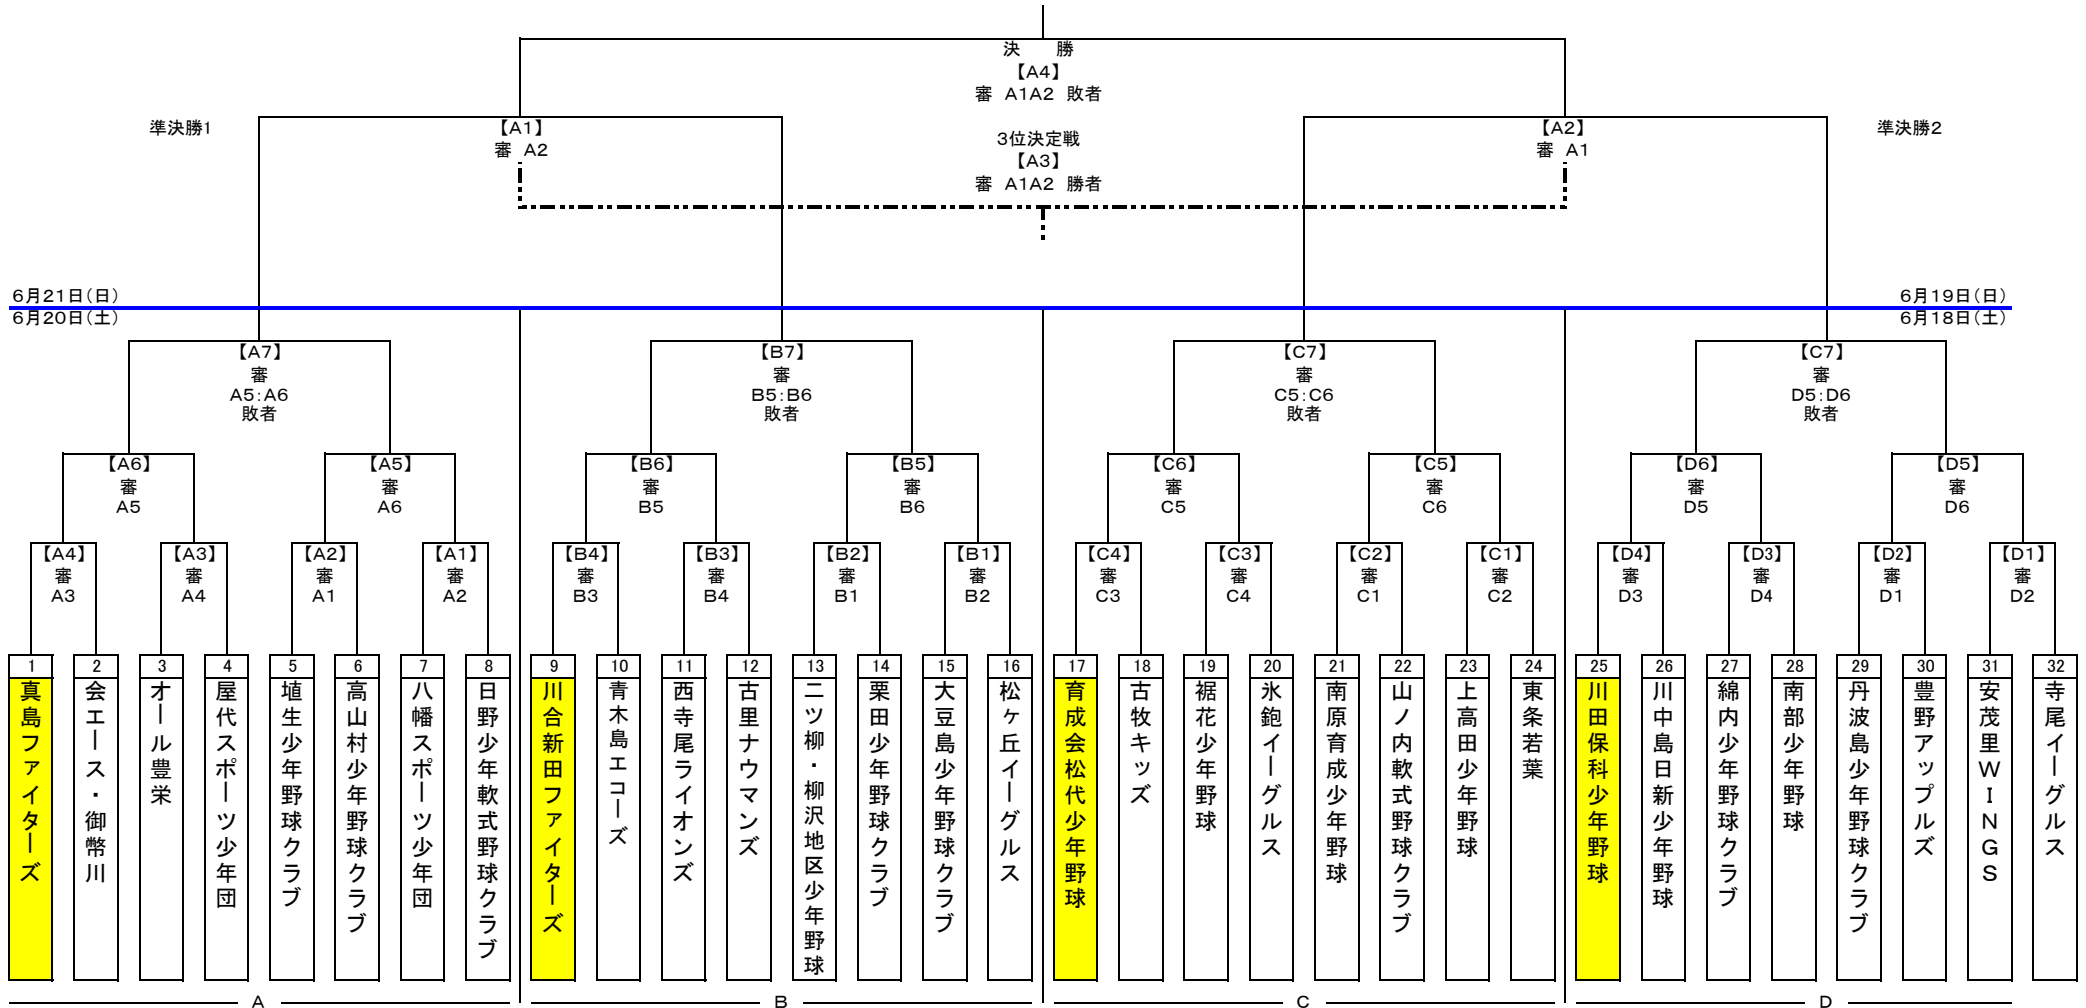 決　勝
【A4】
審 A1A2 敗者
準決勝1
【A1】
審 A2
3位決定戦
【A3】
審 A1A2 勝者
【A2】
審 A1
準決勝2
6月21日(日)
6月20日(土)
6月19日(日)
6月18日(土)
【A7】
審
A5:A6
敗者
【B7】
審
B5:B6
敗者
【C7】
審
C5:C6
敗者
【C7】
審
D5:D6
敗者
【A6】
審
A5
【A5】
審
A6
【B6】
審
B5
【B5】
審
B6
【C6】
審
C5
【C5】
審
C6
【D6】
審
D5
【D5】
審
D6
【A4】
審
A3
【A3】
審
A4
【A2】
審
A1
【A1】
審
A2
【B4】
審
B3
【B3】
審
B4
【B2】
審
B1
【B1】
審
B2
【C4】
審
C3
【C3】
審
C4
【C2】
審
C1
【C1】
審
C2
【D4】
審
D3
【D3】
審
D4
【D2】
審
D1
【D1】
審
D2
1
真島ファイターズ
2
会エース・御幣川
3
オール豊栄
4
屋代スポーツ少年団
5
埴生少年野球クラブ
6
高山村少年野球クラブ
7
八幡スポーツ少年団
8
日野少年軟式野球クラブ
9
川合新田ファイターズ
10
青木島エコーズ
11
西寺尾ライオンズ
12
古里ナウマンズ
13
二ツ柳・柳沢地区少年野球
14
栗田少年野球クラブ
15
大豆島少年野球クラブ
16
松ヶ丘イーグルス
17
育成会松代少年野球
18
古牧キッズ
19
裾花少年野球
20
氷鉋イーグルス
21
南原育成少年野球
22
山ノ内軟式野球クラブ
23
上高田少年野球
24
東条若葉
25
川田保科少年野球
26
川中島日新少年野球
27
綿内少年野球クラブ
28
南部少年野球
29
丹波島少年野球クラブ
30
豊野アップルズ
31
安茂里WINGS
32
寺尾イーグルス
A
B
C
D